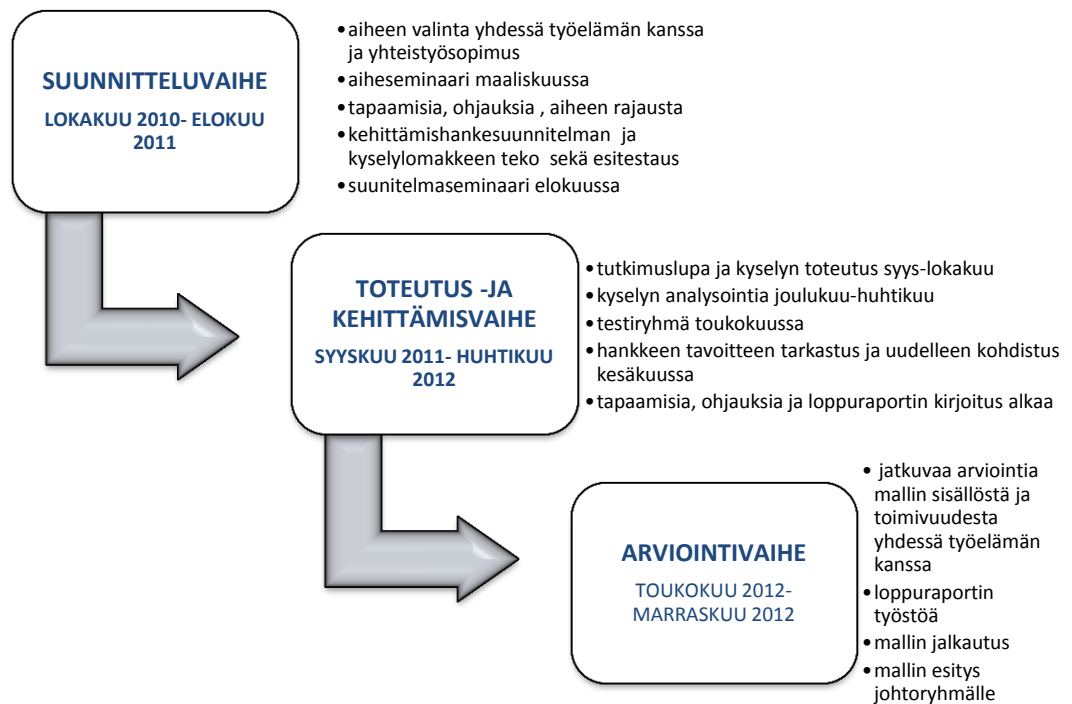 SUUNNITTELUVAIHE
LOKAKUU 2010- ELOKUU
2011
•aiheen valinta yhdessä työelämän kanssa
ja yhteistyösopimus
•aiheseminaari maaliskuussa
•tapaamisia, ohjauksia , aiheen rajausta
•kehittämishankesuunnitelman ja
kyselylomakkeen teko sekä esitestaus
•suunitelmaseminaari elokuussa
TOTEUTUS -JA
KEHITTÄMISVAIHE
SYYSKUU 2011- HUHTIKUU
2012
•tutkimuslupa ja kyselyn toteutus syys-lokakuu
•kyselyn analysointia joulukuu-huhtikuu
•testiryhmä toukokuussa
•hankkeen tavoitteen tarkastus ja uudelleen kohdistus
kesäkuussa
•tapaamisia, ohjauksia ja loppuraportin kirjoitus alkaa
ARVIOINTIVAIHE
TOUKOKUU 2012-
MARRASKUU 2012
• jatkuvaa arviointia
mallin sisällöstä ja
toimivuudesta
yhdessä työelämän
kanssa
•loppuraportin
työstöä
•mallin jalkautus
•mallin esitys
johtoryhmälle